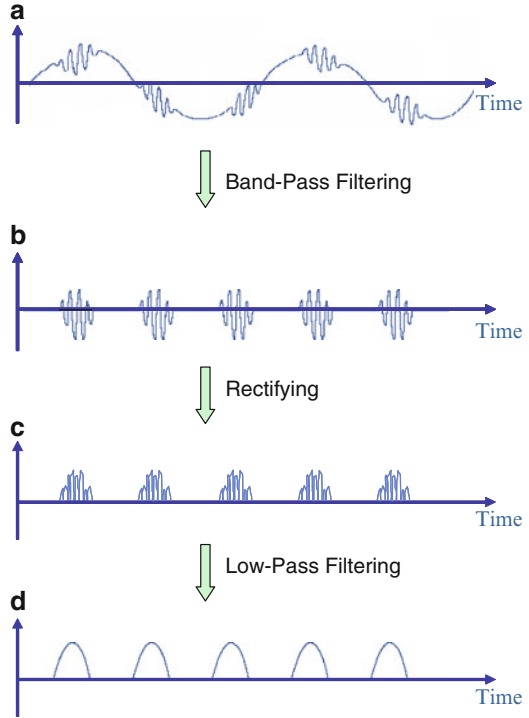 a
Time
Band-Pass Filtering
b
Time
Rectifying
c
Time
Low-Pass Filtering
d
Time